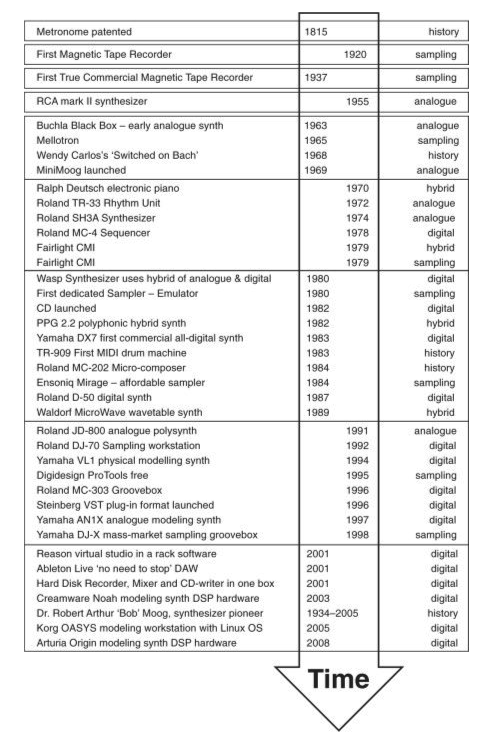 Metronome patented 1815 history
First Magnetic Tape Recorder 1920 sampling
First True Commercial Magnetic Tape Recorder 1937 sampling
RCA mark II synthesizer 1955 analogue
Buchla Black Box – early analogue synth 1963 analogue
Mellotron 1965 sampling
Wendy Carlos's 'Switched on Bach' 1968 history
MiniMoog launched 1969 analogue
Ralph Deutsch electronic piano 1970 hybrid
Roland TR-33 Rhythm Unit 1972 analogue
Roland SH3A Synthesizer 1974 analogue
Roland MC-4 Sequencer 1978 digital
Fairlight CMI 1979 hybrid
Fairlight CMI 1979 sampling
Wasp Synthesizer uses hybrid of analogue & digital 1980 digital
First dedicated Sampler – Emulator 1980 sampling
CD launched 1982 digital
PPG 2.2 polyphonic hybrid synth 1982 hybrid
Yamaha DX7 first commercial all-digital synth 1983 digital
TR-909 First MIDI drum machine 1983 history
Roland MC-202 Micro-composer 1984 history
Ensoniq Mirage – affordable sampler 1984 sampling
Roland D-50 digital synth 1987 digital
Waldorf MicroWave wavetable synth 1989 hybrid
Roland JD-800 analogue polysynth 1991 analogue
Roland DJ-70 Sampling workstation 1992 digital
Yamaha VL1 physical modelling synth 1994 digital
Digidesign ProTools free 1995 sampling
Roland MC-303 Groovebox 1996 digital
Steinberg VST plug-in format launched 1996 digital
Yamaha AN1X analogue modeling synth 1997 digital
Yamaha DJ-X mass-market sampling groovebox 1998 sampling
Reason virtual studio in a rack software 2001 digital
Ableton Live 'no need to stop' DAW 2001 digital
Hard Disk Recorder, Mixer and CD-writer in one box 2001 digital
Creamware Noah modeling synth DSP hardware 2003 digital
Dr. Robert Arthur 'Bob' Moog, synthesizer pioneer 1934–2005 history
Korg OASYS modeling workstation with Linux OS 2005 digital
Arturia Origin modeling synth DSP hardware 2008 digital
Time